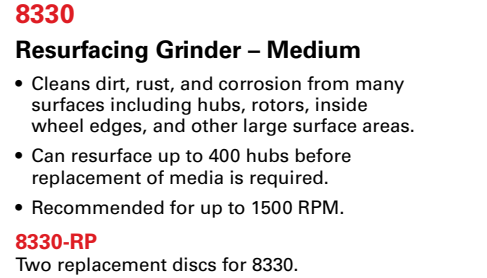 8330
Resurfacing Grinder – Medium
• Cleans dirt, rust, and corrosion from many
surfaces including hubs, rotors, inside
wheel edges, and other large surface areas.
• Can resurface up to 400 hubs before
replacement of media is required.
• Recommended for up to 1500 RPM.
8330-RP
Two replacement discs for 8330.